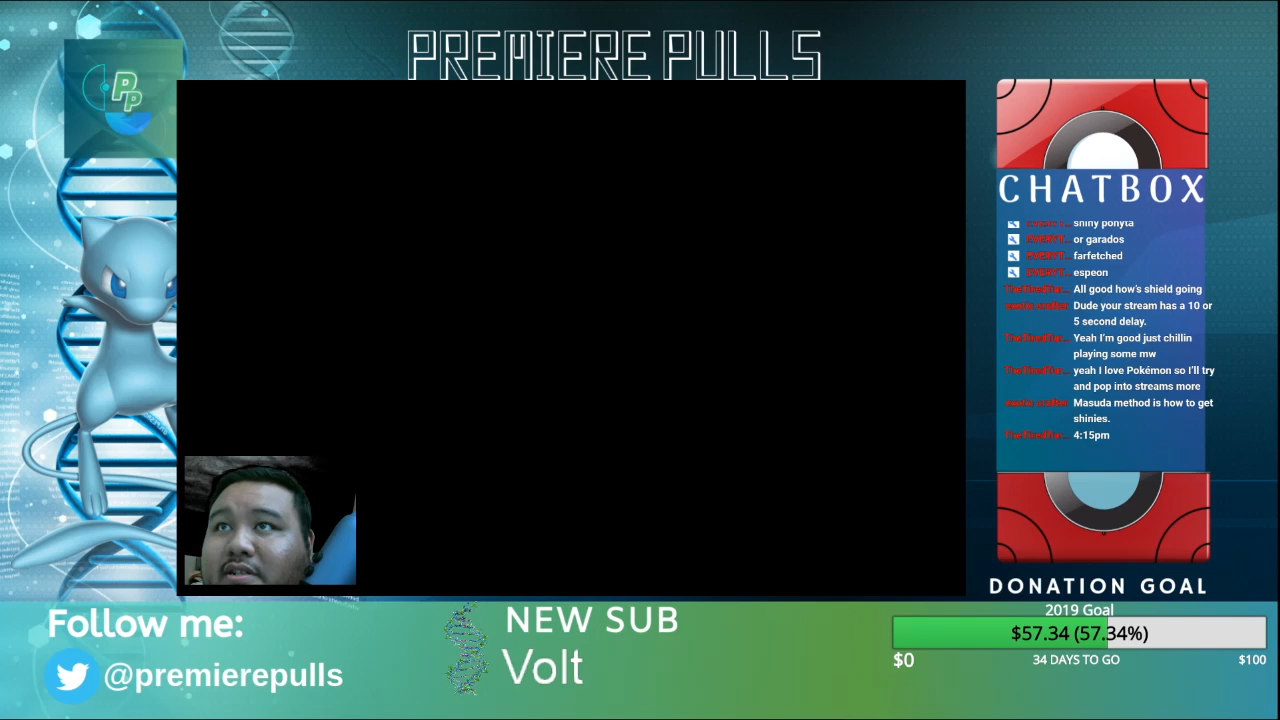 PREMIERE PULLS
PP
CHATBOX
shiny ponyta
or garados
farfetched
espeon
All good how's shield going
Dude your stream has a 10 or
5 second delay.
Yeah I'm good just chillin
playing some mw
yeah I love Pokémon so I'll try
and pop into streams more
Masuda method is how to get
shinies.
4:15pm
DONATION GOAL
2019 Goal
$57.34 (57.34%)
$0
34 DAYS TO GO
$100
Follow me:
@premierepulls
NEW SUB
Volt